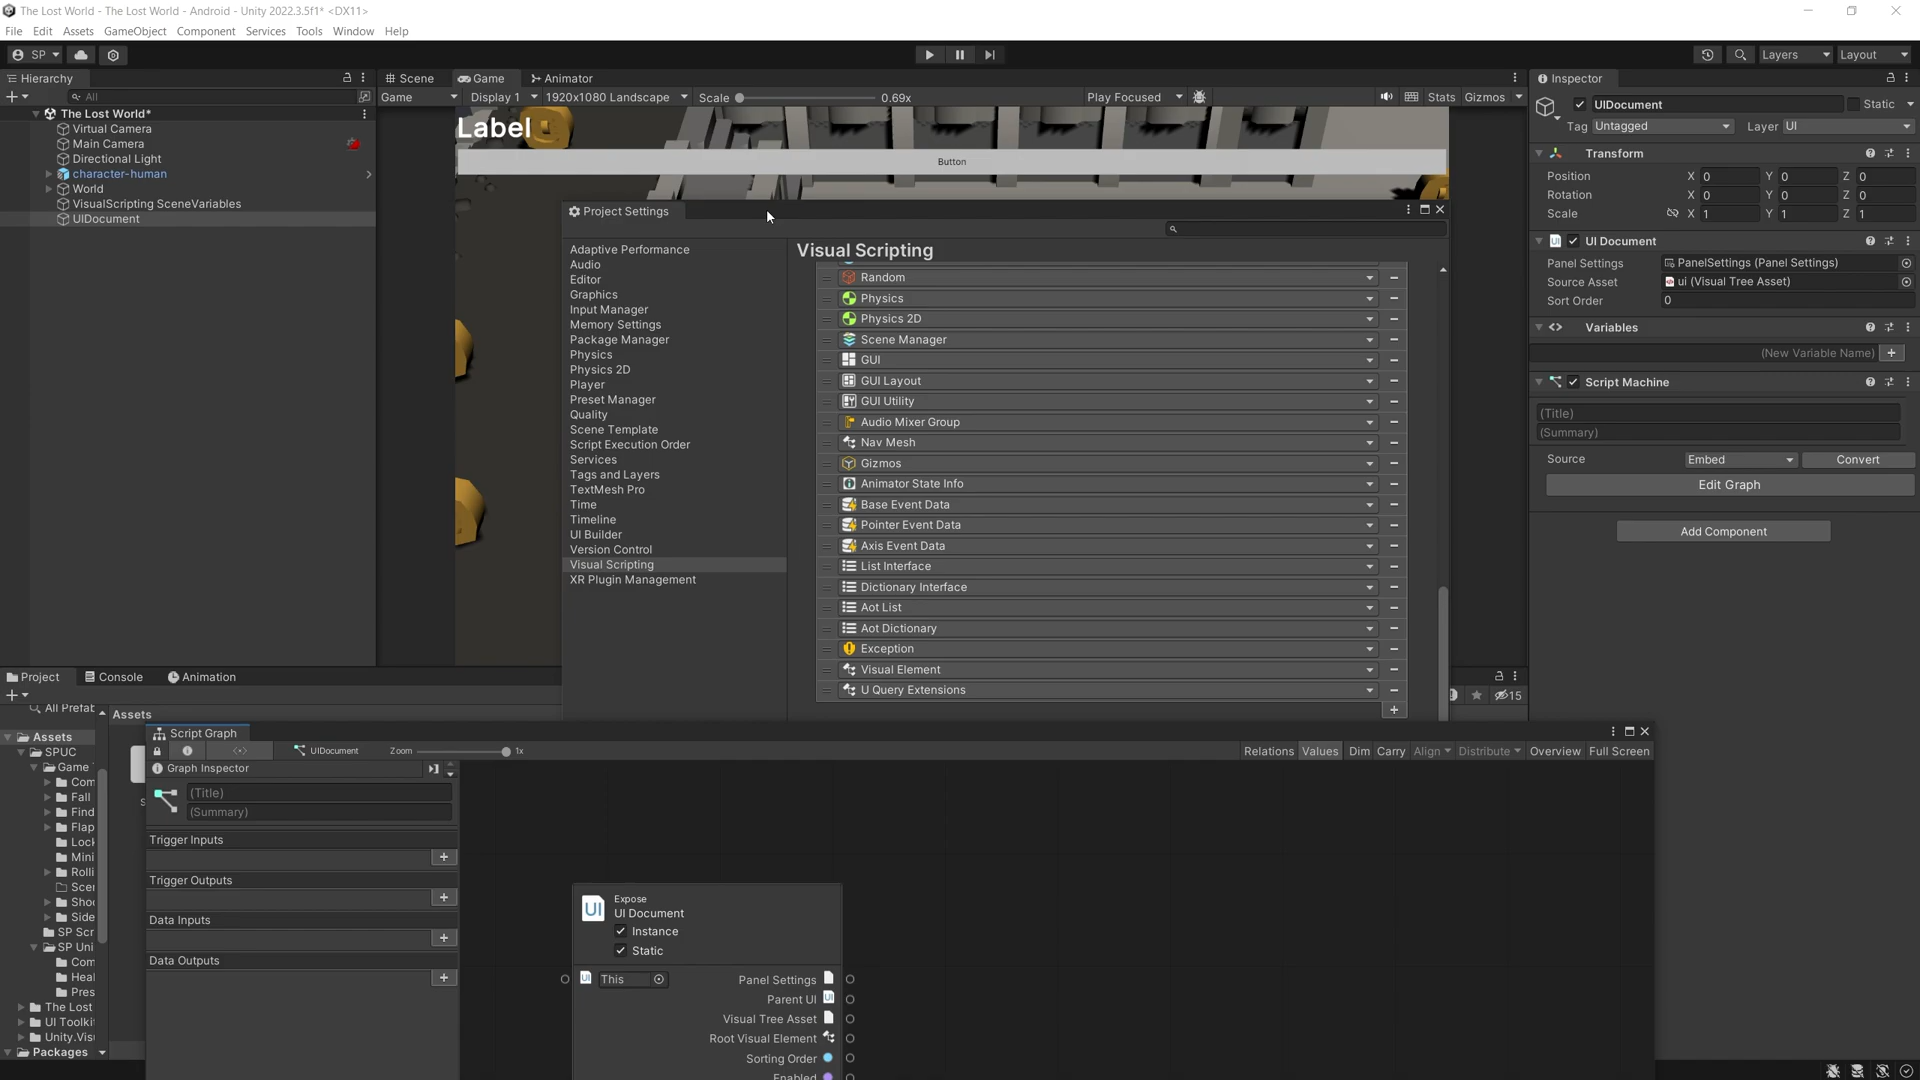 The Lost World - The Lost World - Android - Unity 2022.3.5f1* <DX11>
File Edit Assets GameObject Component Services Tools Window Help
SP Layers Layout
Hierarchy Scene Game Animator Inspector
All Game Display 1 1920x1080 Landscape Scale 0.69x Play Focused Stats Gizmos
The Lost World*
Virtual Camera
Main Camera
Directional Light
character-human
World
VisualScripting SceneVariables
UIDocument
Label
Button
UIDocument Static
Tag Untagged Layer UI
Transform
Position X 0 Y 0 Z 0
Rotation X 0 Y 0 Z 0
Scale X 1 Y 1 Z 1
UI Document
Panel Settings PanelSettings (Panel Settings)
Source Asset ui (Visual Tree Asset)
Sort Order 0
Variables
(New Variable Name)
Script Machine
(Title)
(Summary)
Source Embed Convert
Edit Graph
Add Component
Project Settings
Adaptive Performance
Audio
Editor
Graphics
Input Manager
Memory Settings
Package Manager
Physics
Physics 2D
Player
Preset Manager
Quality
Scene Template
Script Execution Order
Services
Tags and Layers
TextMesh Pro
Time
Timeline
UI Builder
Version Control
Visual Scripting
XR Plugin Management
Visual Scripting
Random
Physics
Physics 2D
Scene Manager
GUI
GUI Layout
GUI Utility
Audio Mixer Group
Nav Mesh
Gizmos
Animator State Info
Base Event Data
Pointer Event Data
Axis Event Data
List Interface
Dictionary Interface
Aot List
Aot Dictionary
Exception
Visual Element
U Query Extensions
Project Console Animation
15
All Prefab
Assets
Assets
SPUC
Game
Com
Fall
Find
Flap
Lock
Mini
Rolli
Scen
Shoo
Side
SP Scr
SP Uni
Com
Heal
Pres
The Lost
UI Toolki
Unity.Visu
Packages
Script Graph
UIDocument Zoom 1x Relations Values Dim Carry Align Distribute Overview Full Screen
Graph Inspector
(Title)
(Summary)
Trigger Inputs
Trigger Outputs
Data Inputs
Data Outputs
Expose
UI Document
Instance
Static
This
Panel Settings
Parent UI
Visual Tree Asset
Root Visual Element
Sorting Order
Enabled